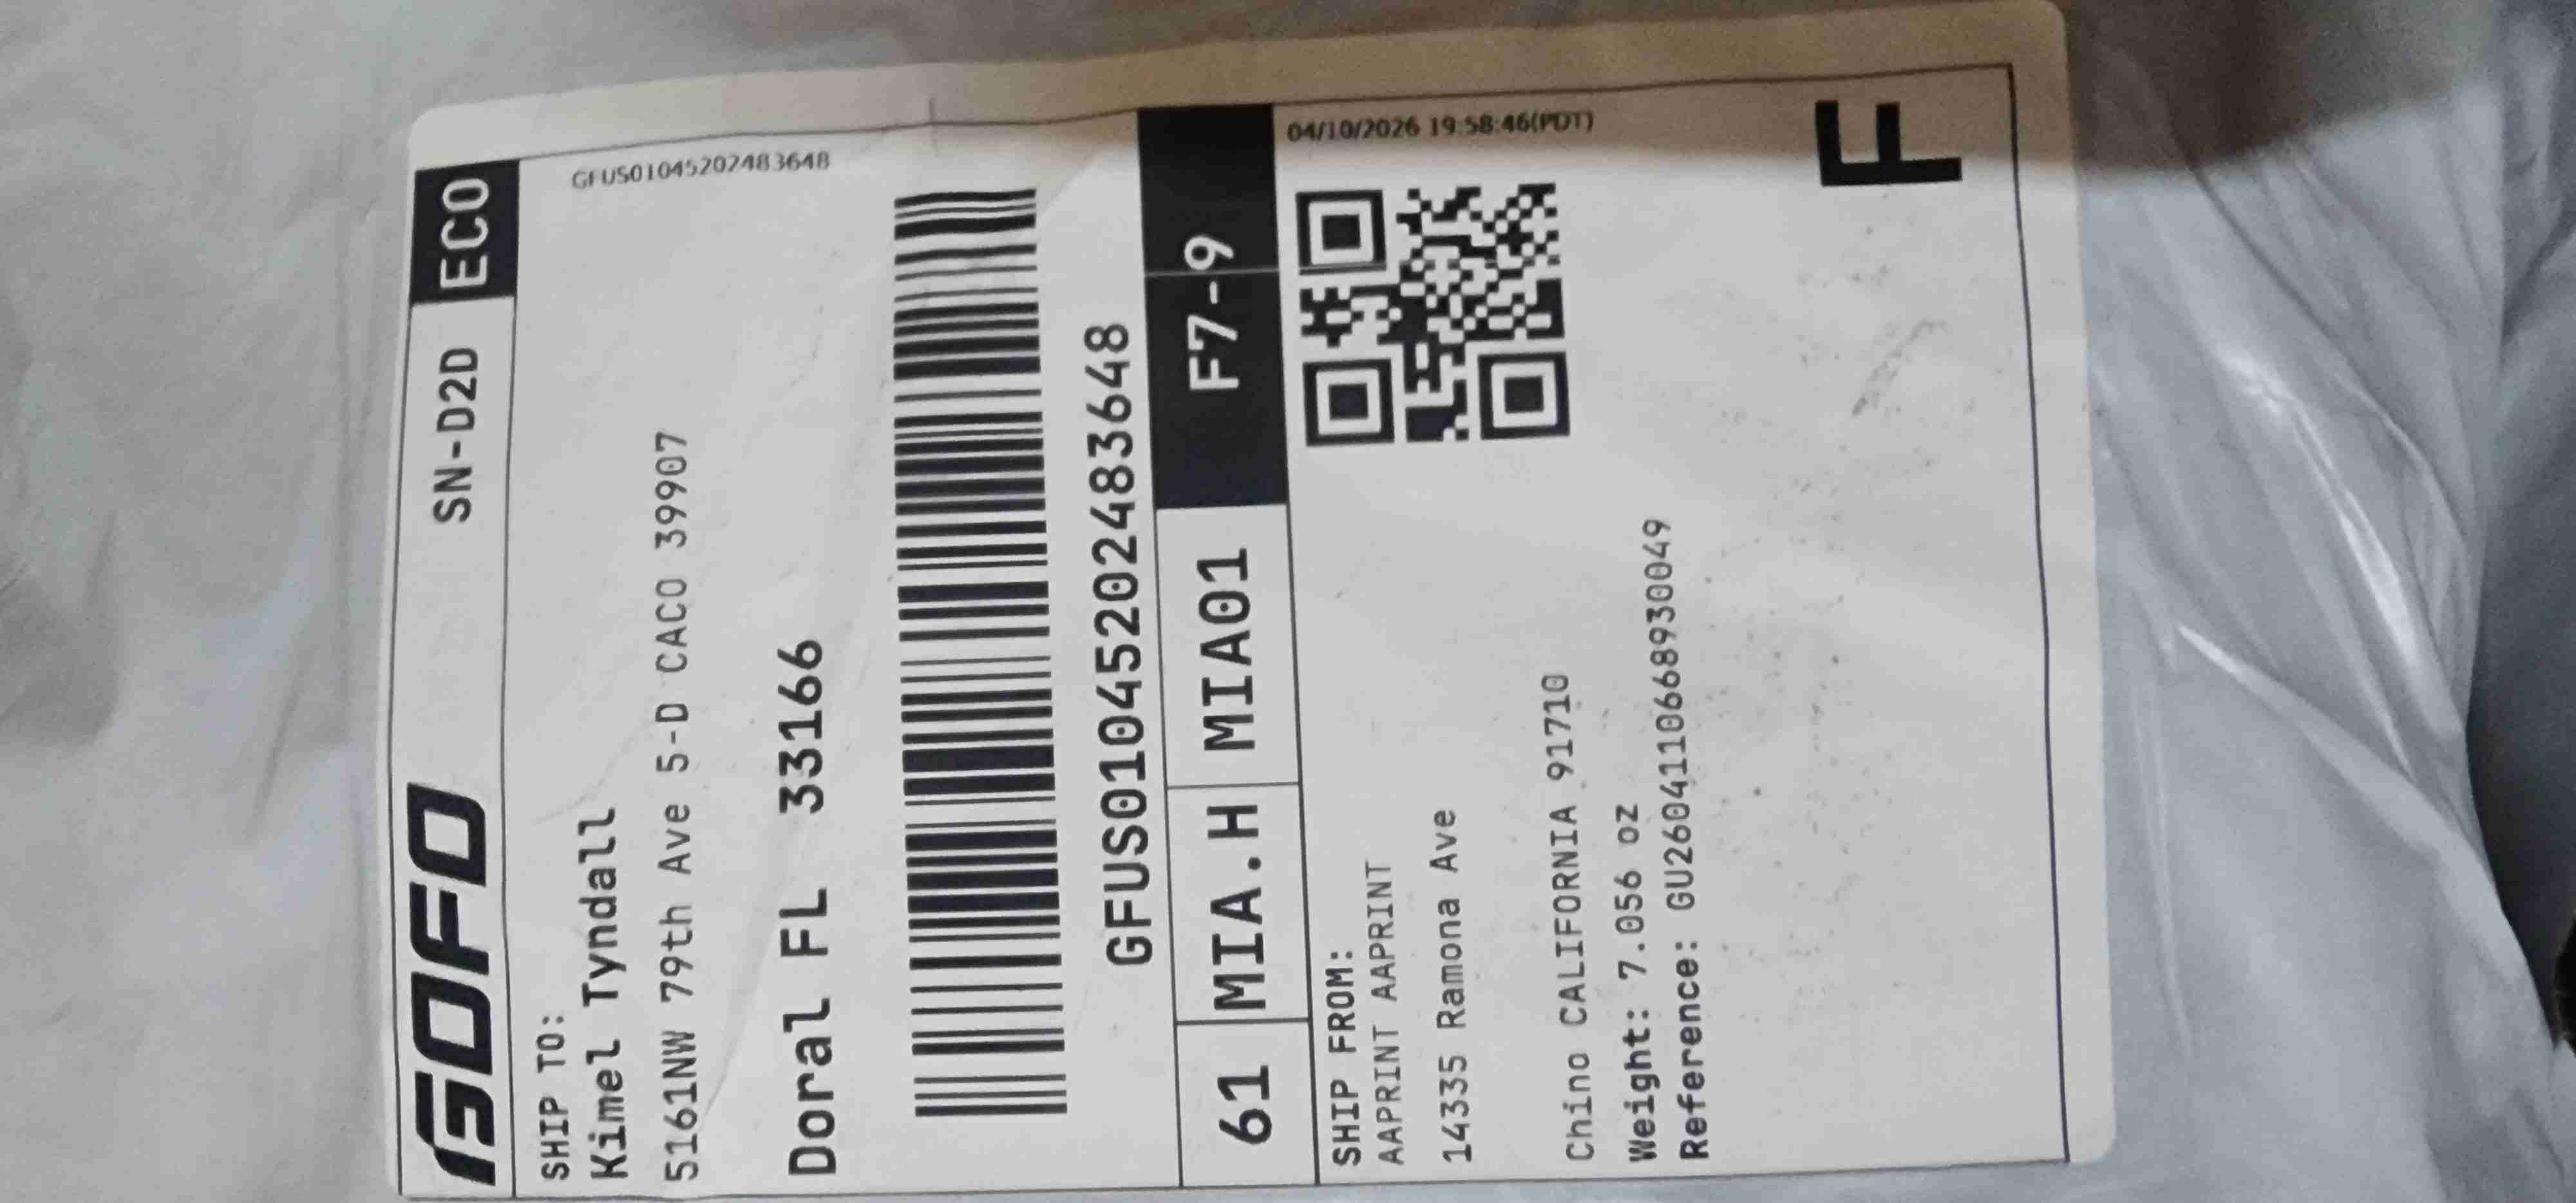 GOFO SN-D2D ECO
GFUS01045202483648
SHIP TO:
Kimel Tyndall
5161NW 79th Ave 5-D CACO 39907
Doral FL 33166
GFUS01045202483648
61 MIA.H MIA01 F7-9
04/10/2026 19:58:46(PDT)
SHIP FROM:
AAPRINT AAPRINT
14335 Ramona Ave
Chino CALIFORNIA 91710
Weight: 7.056 oz
Reference: GU26041106689930049
F